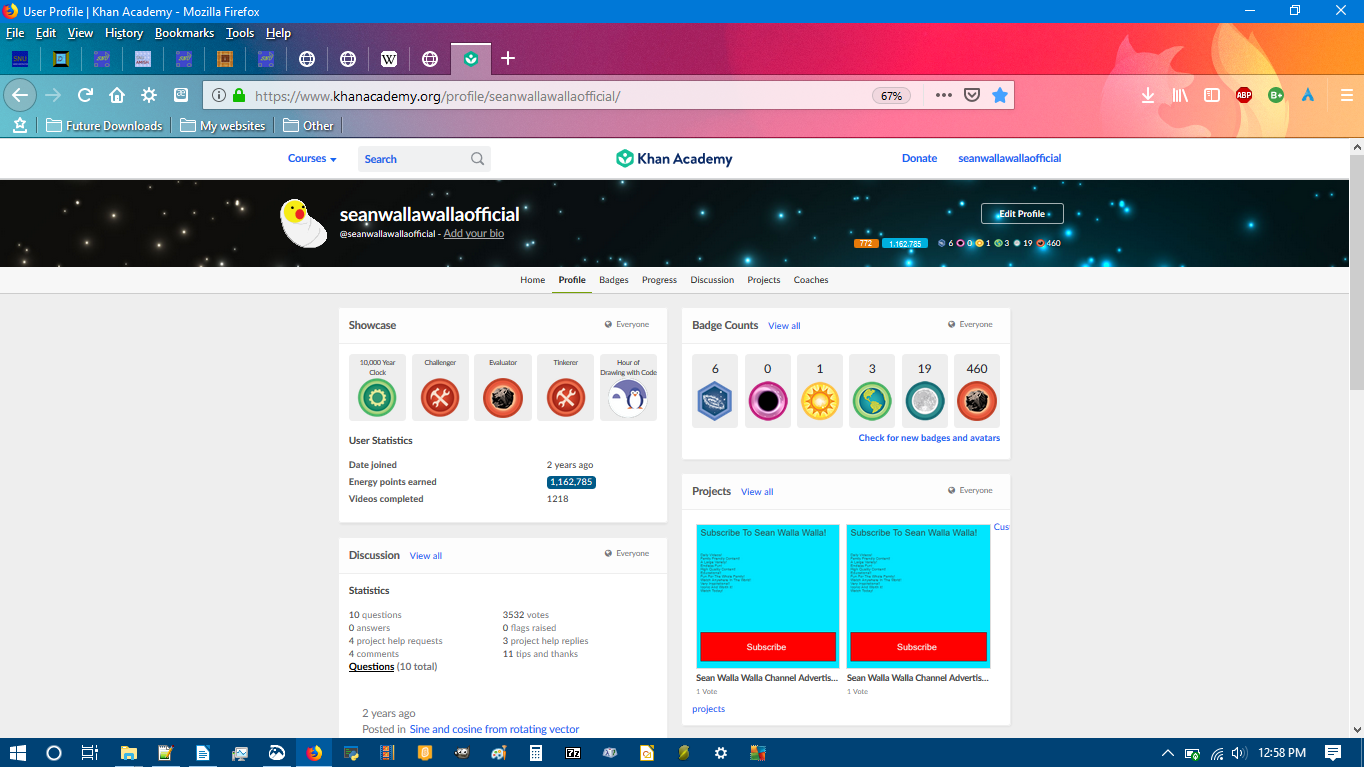 User Profile | Khan Academy - Mozilla Firefox
File Edit View History Bookmarks Tools Help
https://www.khanacademy.org/profile/seanwallawallaofficial/ 67% ABP B+
Future Downloads My websites Other
Courses Search Khan Academy Donate seanwallawallaofficial
seanwallawallaofficial
Edit Profile
@seanwallawallaofficial - Add your bio
772 1,162,785 6 0 1 3 19 460
Home Profile Badges Progress Discussion Projects Coaches
Showcase Everyone
10,000 Year Clock
Challenger
Evaluator
Tinkerer
Hour of Drawing with Code
User Statistics
Date joined 2 years ago
Energy points earned 1,162,785
Videos completed 1218
Badge Counts View all Everyone
6 0 1 3 19 460
Check for new badges and avatars
Discussion View all Everyone
Statistics
10 questions 3532 votes
0 answers 0 flags raised
4 project help requests 3 project help replies
4 comments 11 tips and thanks
Questions (10 total)
2 years ago
Posted in Sine and cosine from rotating vector
Projects View all Everyone
Subscribe To Sean Walla Walla!
Subscribe
Sean Walla Walla Channel Advertis...
1 Vote
Subscribe To Sean Walla Walla!
Subscribe
Sean Walla Walla Channel Advertis...
1 Vote
projects
12:58 PM